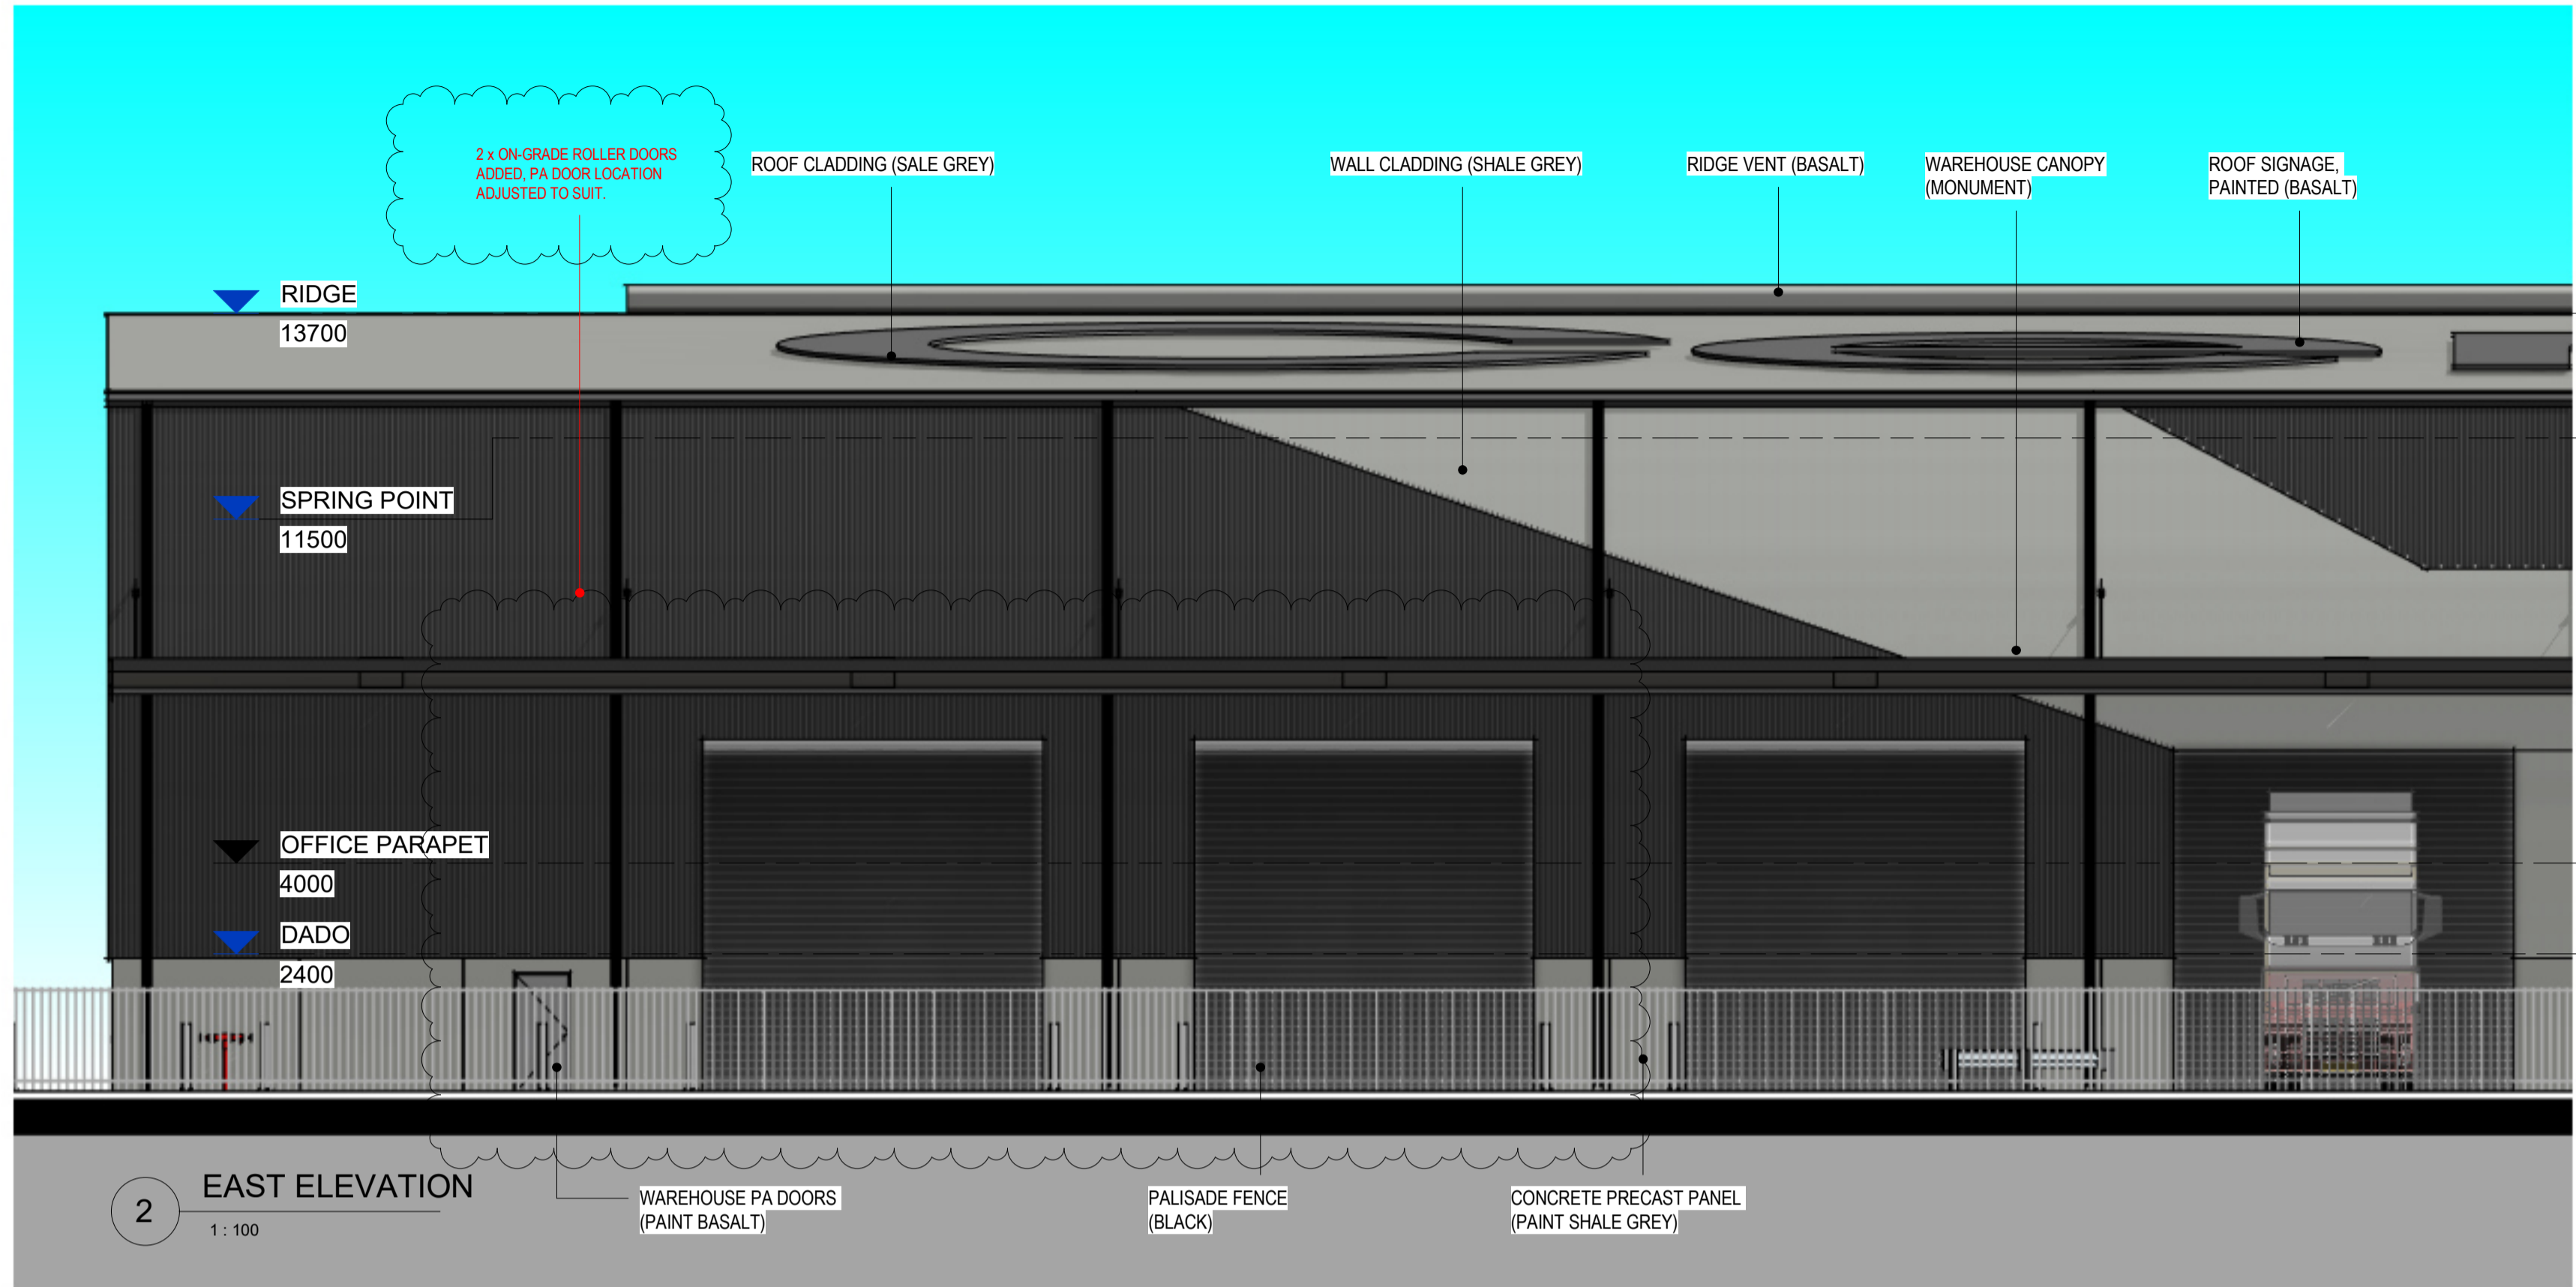 2 x ON-GRADE ROLLER DOORS
ADDED, PA DOOR LOCATION
ADJUSTED TO SUIT.
ROOF CLADDING (SALE GREY)
WALL CLADDING (SHALE GREY)
RIDGE VENT (BASALT)
WAREHOUSE CANOPY
(MONUMENT)
ROOF SIGNAGE,
PAINTED (BASALT)
RIDGE
13700
SPRING POINT
11500
OFFICE PARAPET
4000
DADO
2400
2
EAST ELEVATION
1 : 100
WAREHOUSE PA DOORS
(PAINT BASALT)
PALISADE FENCE
(BLACK)
CONCRETE PRECAST PANEL
(PAINT SHALE GREY)